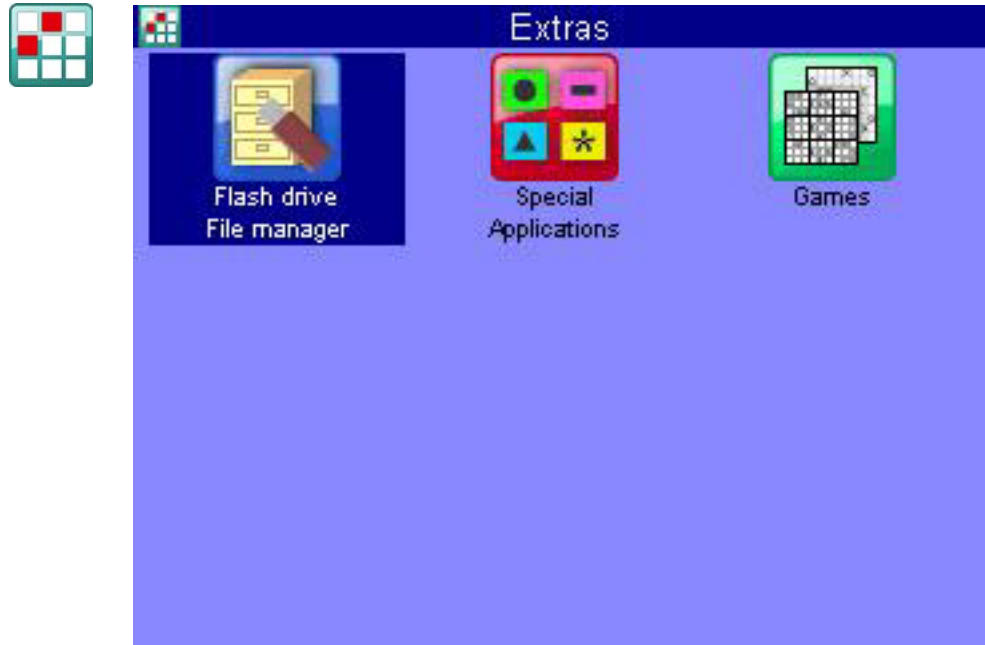 Extras
Flash drive
File manager
Special
Applications
Games